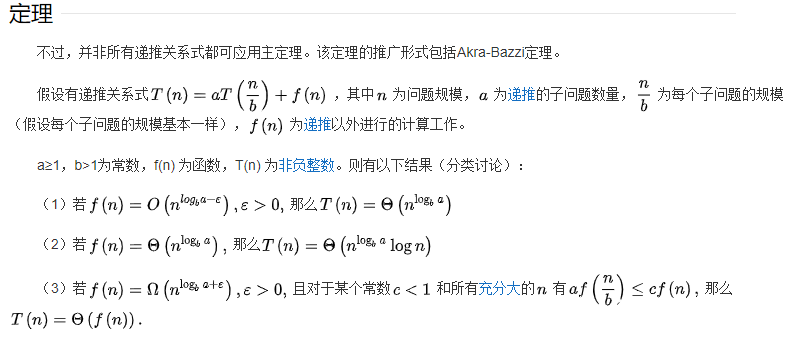 定理
不过，并非所有递推关系式都可应用主定理。该定理的推广形式包括Akra-Bazzi定理。
假设有递推关系式$T(n)=aT\left(\frac{n}{b}\right)+f(n)$，其中$n$ 为问题规模，$a$ 为递推的子问题数量，$\frac{n}{b}$ 为每个子问题的规模
（假设每个子问题的规模基本一样），$f(n)$ 为递推以外进行的计算工作。
a≥1，b>1为常数，f(n) 为函数，T(n) 为非负整数。则有以下结果（分类讨论）：
（1）若$f(n)=O\left(n^{log_b a-\varepsilon}\right),\varepsilon>0$, 那么$T(n)=\Theta\left(n^{\log_b a}\right)$
（2）若$f(n)=\Theta\left(n^{\log_b a}\right)$, 那么$T(n)=\Theta\left(n^{\log_b a}\log n\right)$
（3）若$f(n)=\Omega\left(n^{\log_b a+\varepsilon}\right),\varepsilon>0$, 且对于某个常数$c<1$ 和所有充分大的$n$ 有$af\left(\frac{n}{b}\right)\le cf(n)$, 那么
$T(n)=\Theta(f(n))$.